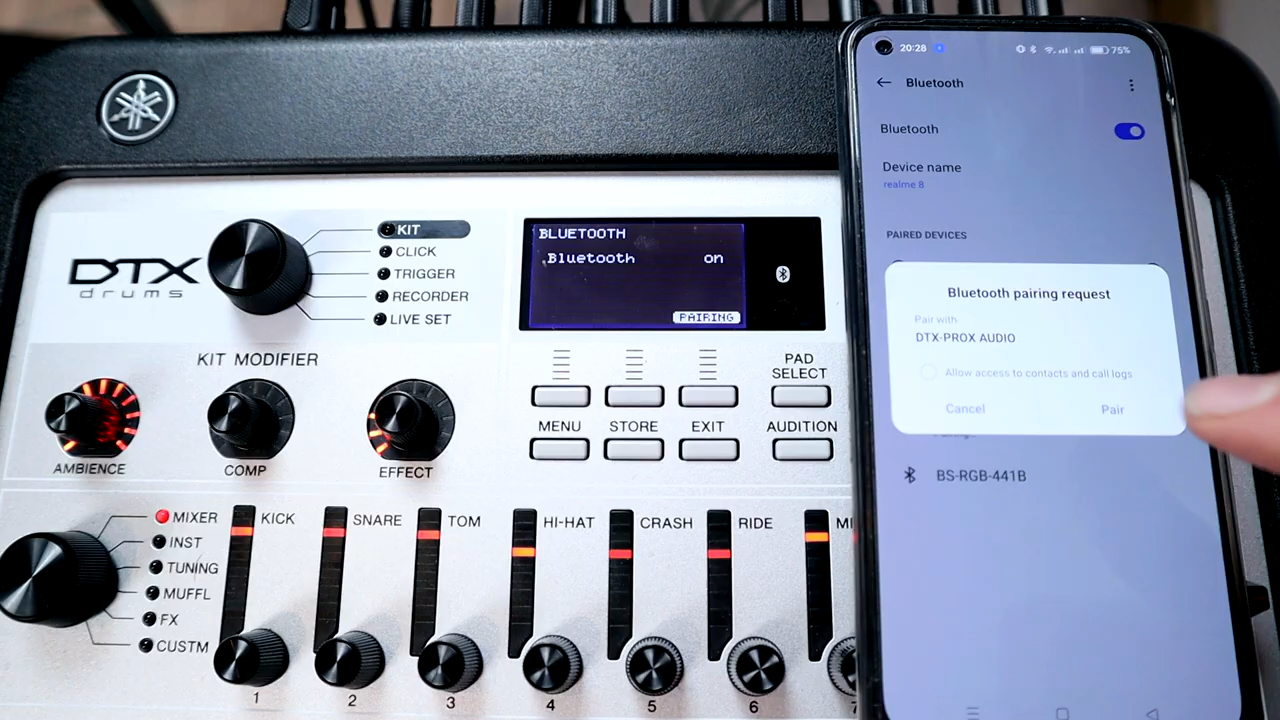 DTX
drums
KIT
CLICK
TRIGGER
RECORDER
LIVE SET
BLUETOOTH
Bluetooth on
PAIRING
KIT MODIFIER
AMBIENCE
COMP
EFFECT
PAD
SELECT
MENU
STORE
EXIT
AUDITION
MIXER
INST
TUNING
MUFFL
FX
CUSTM
KICK
SNARE
TOM
HI-HAT
CRASH
RIDE
MI
1
2
3
4
5
6
7
20:28
75%
Bluetooth
Bluetooth
Device name
realme 8
PAIRED DEVICES
Bluetooth pairing request
Pair with
DTX-PROX AUDIO
Allow access to contacts and call logs
Cancel
Pair
BS-RGB-441B